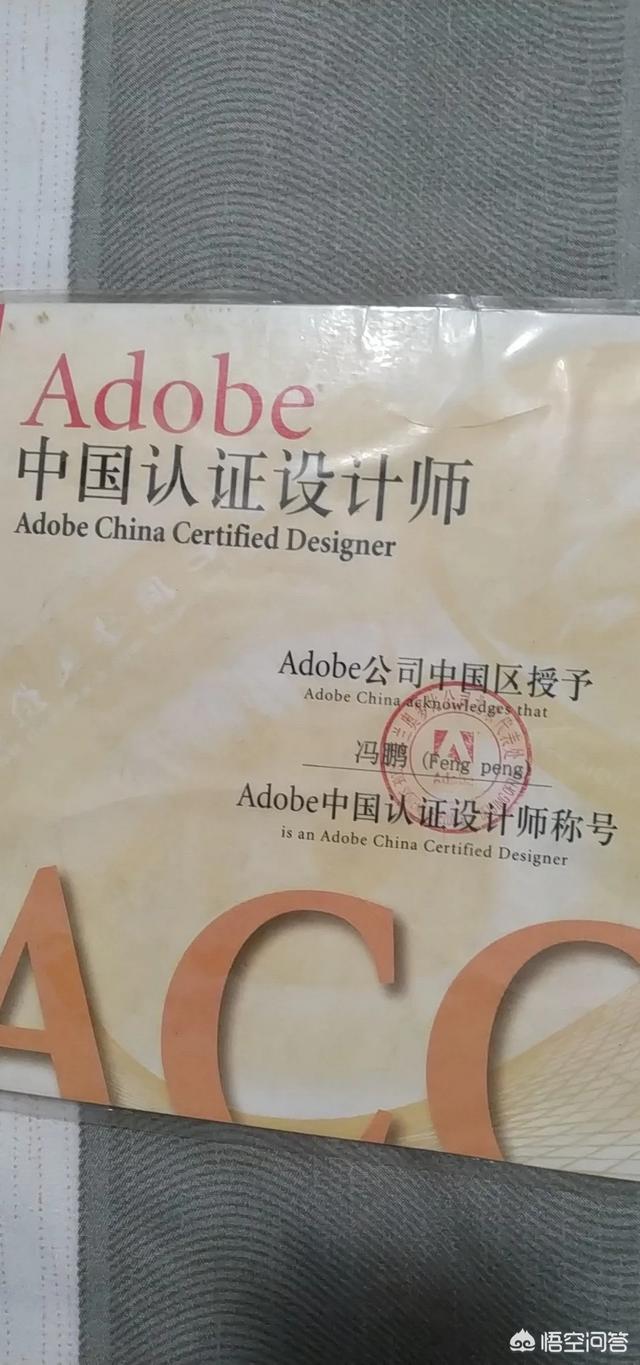 Adobe
中国认证设计师
Adobe China Certified Designer
Adobe公司中国区授予
Adobe China acknowledges that
冯鹏 (Feng peng)
Adobe中国认证设计师称号
is an Adobe China Certified Designer
ACC
悟空问答